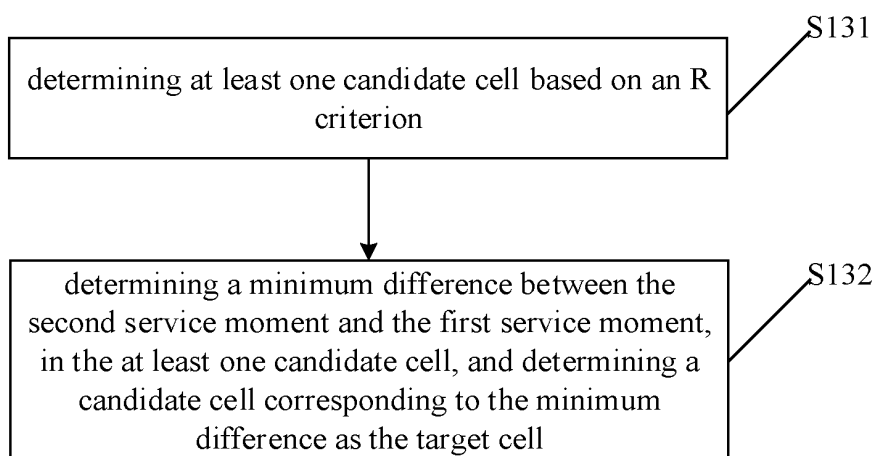 S131
determining at least one candidate cell based on an R
criterion
S132
determining a minimum difference between the
second service moment and the first service moment,
in the at least one candidate cell, and determining a
candidate cell corresponding to the minimum
difference as the target cell